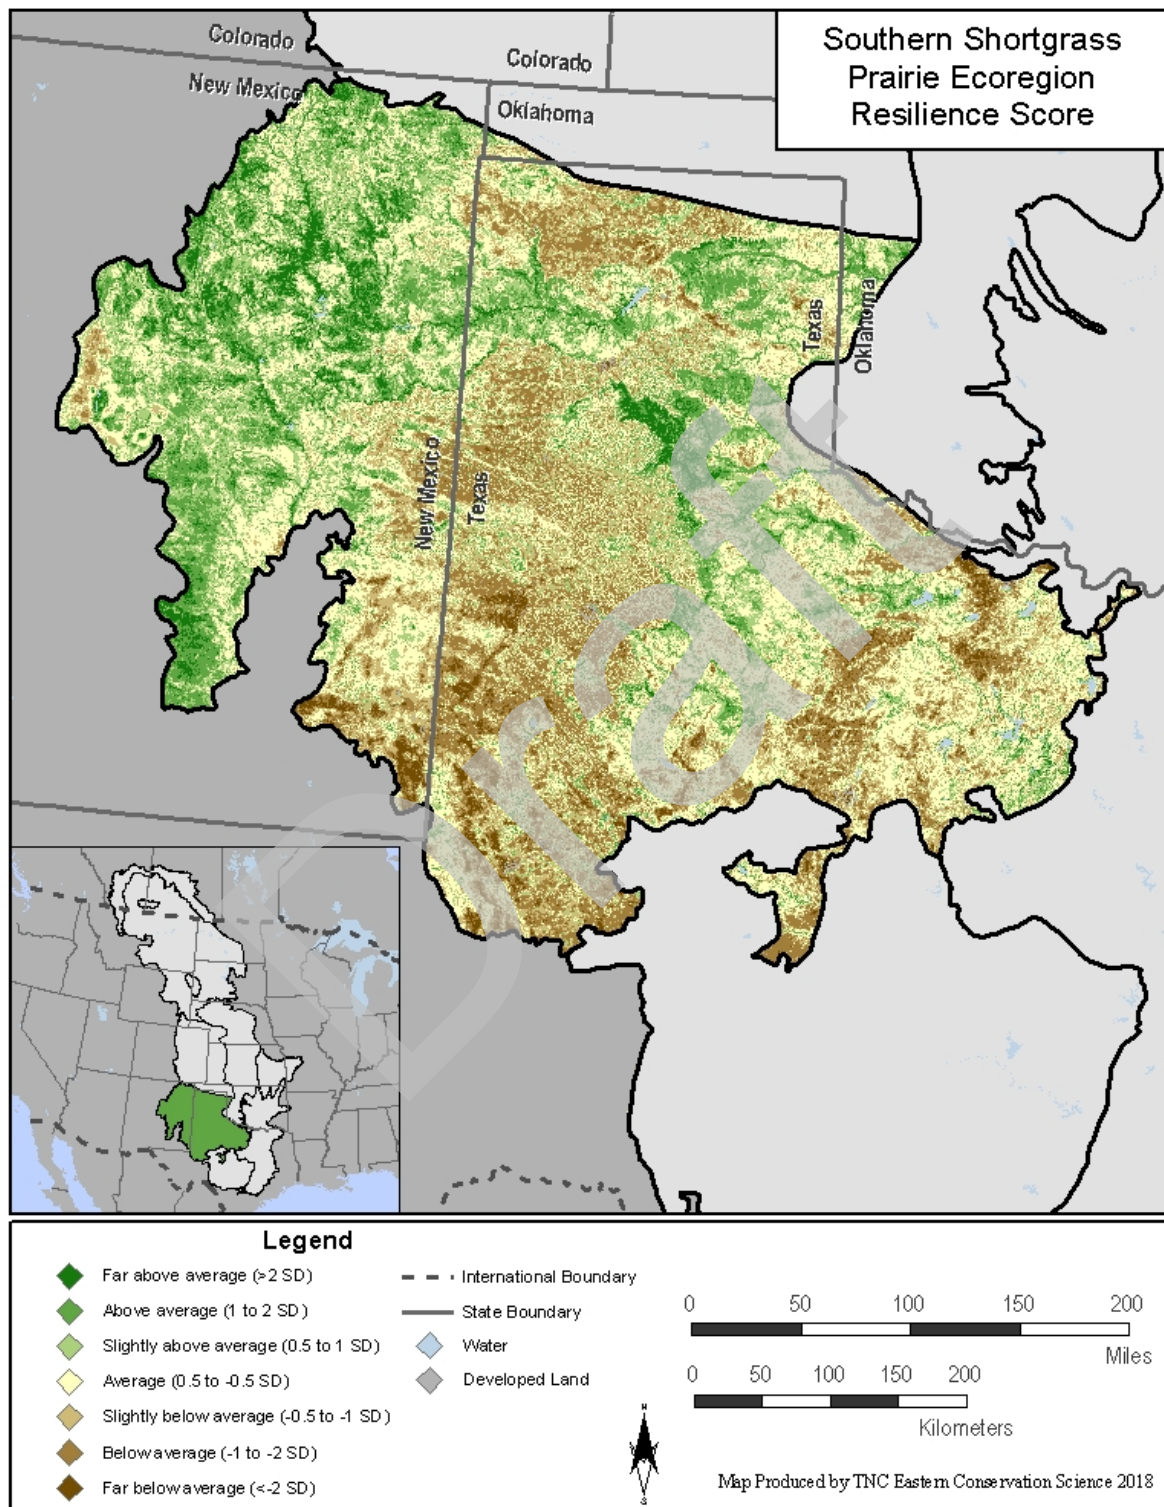 Southern Shortgrass
Prairie Ecoregion
Resilience Score
Colorado
Colorado
New Mexico
Oklahoma
Texas
Oklahoma
New Mexico
Texas
Draft
Legend
Far above average (>2 SD)
Above average (1 to 2 SD)
Slightly above average (0.5 to 1 SD)
Average (0.5 to -0.5 SD)
Slightly below average (-0.5 to -1 SD)
Below average (-1 to -2 SD)
Far below average (<-2 SD)
International Boundary
State Boundary
Water
Developed Land
0 50 100 150 200
Miles
0 50 100 150 200
Kilometers
N
S
Map Produced by TNC Eastern Conservation Science 2018